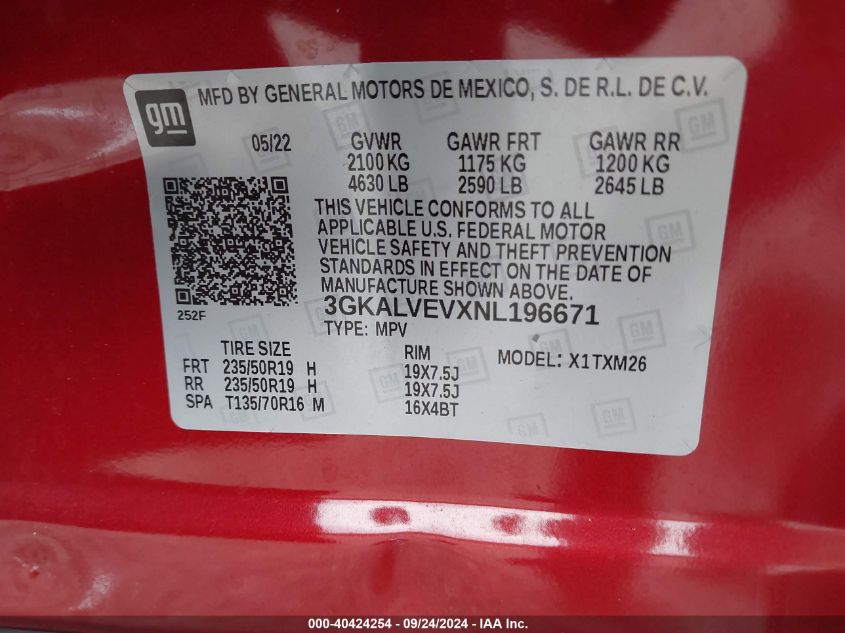 gm
MFD BY GENERAL MOTORS DE MEXICO, S. DE R.L. DE C.V.
05/22 GVWR GAWR FRT GAWR RR
2100 KG 1175 KG 1200 KG
4630 LB 2590 LB 2645 LB
THIS VEHICLE CONFORMS TO ALL
APPLICABLE U.S. FEDERAL MOTOR
VEHICLE SAFETY AND THEFT PREVENTION
STANDARDS IN EFFECT ON THE DATE OF
MANUFACTURE SHOWN ABOVE.
252F
3GKALVEVXNL196671
TYPE: MPV
TIRE SIZE RIM MODEL: X1TXM26
FRT 235/50R19 H 19X7.5J
RR 235/50R19 H 19X7.5J
SPA T135/70R16 M 16X4BT
000-40424254 - 09/24/2024 - IAAI Inc.